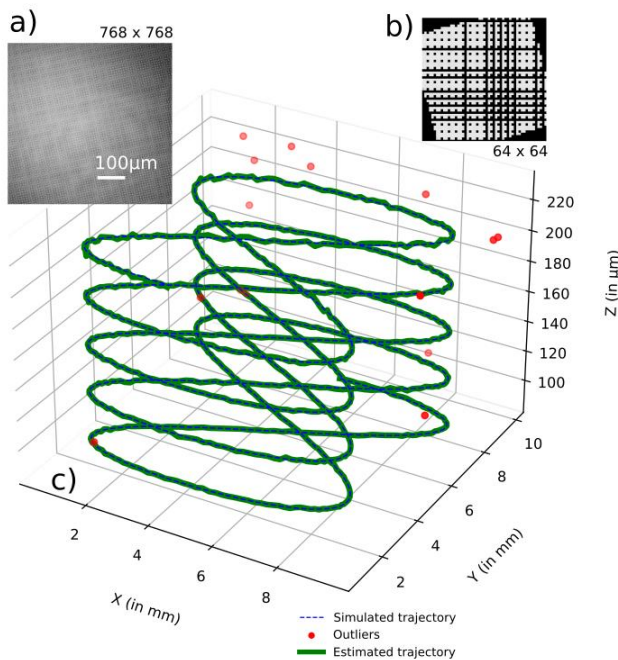 a)
768 x 768
100µm
b)
64 x 64
220
200
180
160
140
120
100
Z (in µm)
10
8
6
4
2
Y (in mm)
c)
2
4
6
8
X (in mm)
Simulated trajectory
Outliers
Estimated trajectory